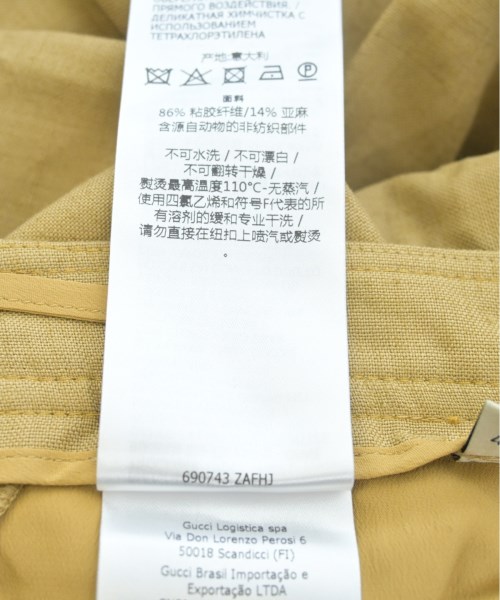 ПРЯМОГО ВОЗДЕЙСТВИЯ. /
ДЕЛИКАТНАЯ ХИМЧИСТКА С
ИСПОЛЬЗОВАНИЕМ
ТЕТРАХЛОРЭТИЛЕНА
产地:意大利
P
面料
86% 粘胶纤维/14% 亚麻
含源自动物的非纺织部件
不可水洗 / 不可漂白 /
不可翻转干燥 /
熨烫最高温度110°C-无蒸汽 /
使用四氯乙烯和符号F代表的所
有溶剂的缓和专业干洗 /
请勿直接在纽扣上喷汽或熨烫
。
690743 ZAFHJ
4
Gucci Logistica spa
Via Don Lorenzo Perosi 6
50018 Scandicci (FI)
Gucci Brasil Importação e
Exportação LTDA